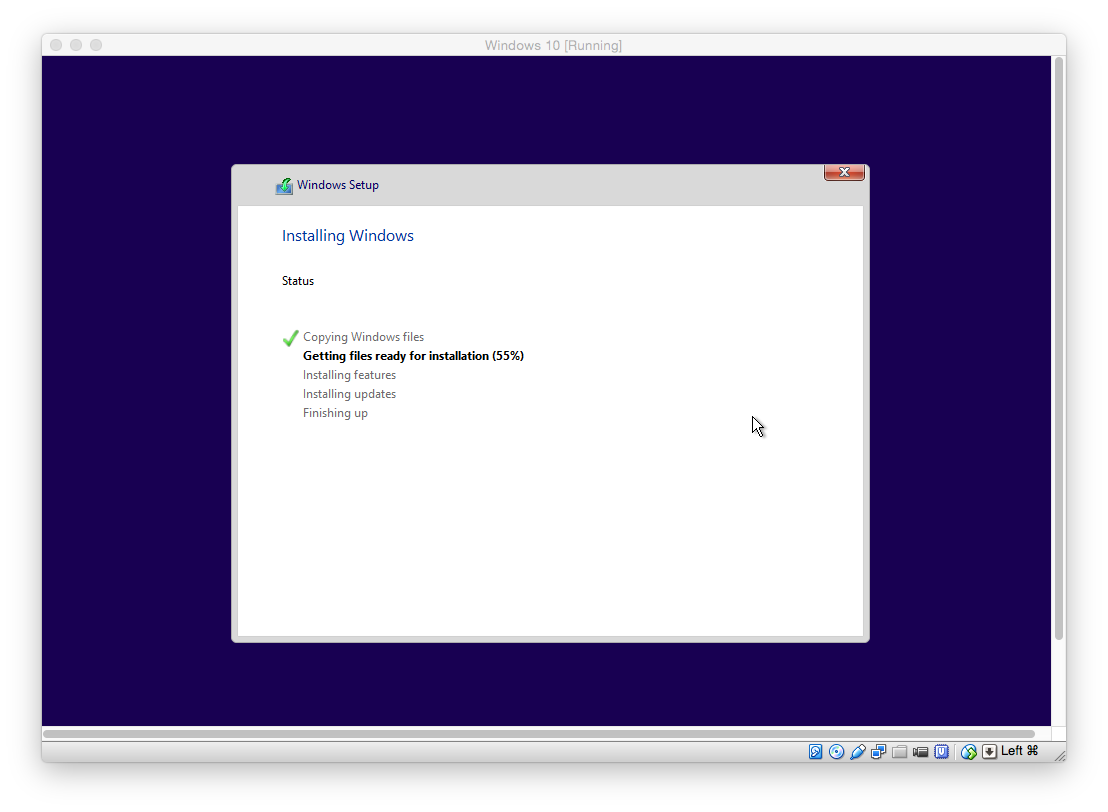 Windows 10 [Running]
Windows Setup
Installing Windows
Status
Copying Windows files
Getting files ready for installation (55%)
Installing features
Installing updates
Finishing up
Left ⌘